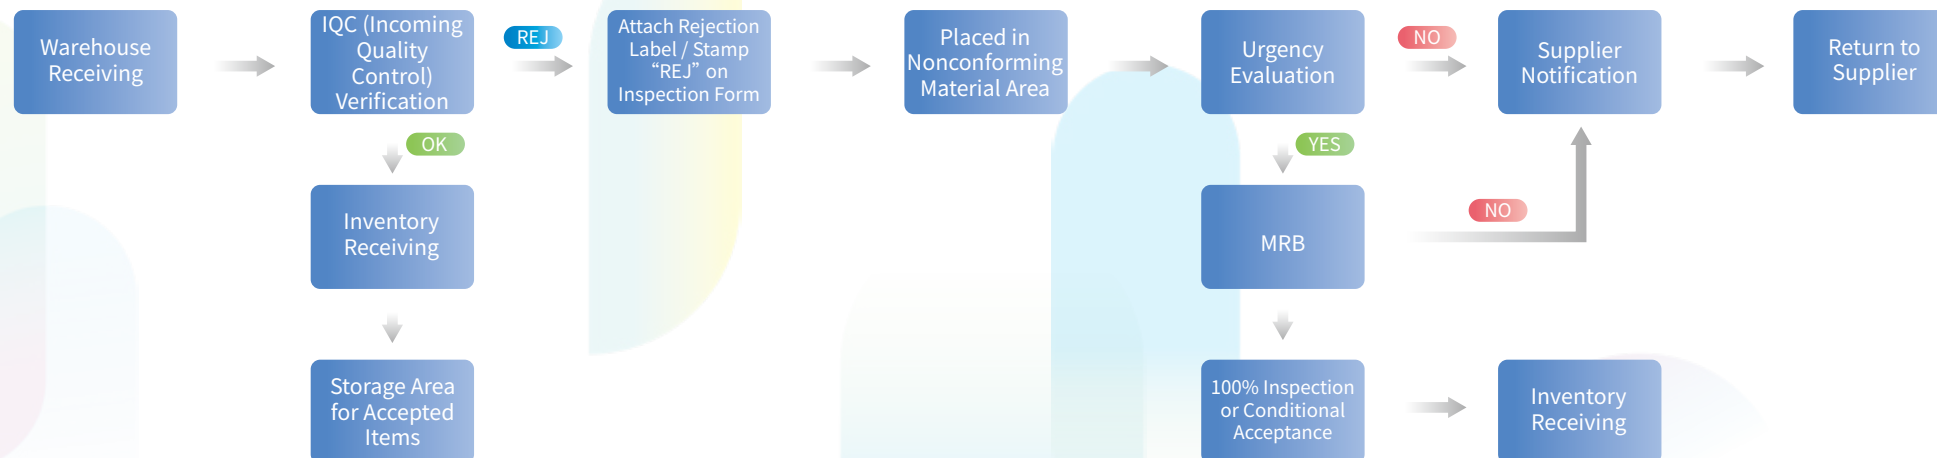 Warehouse
Receiving
IQC (Incoming
Quality
Control)
Verification
REJ
Attach Rejection
Label / Stamp
“REJ” on
Inspection Form
Placed in
Nonconforming
Material Area
Urgency
Evaluation
NO
Supplier
Notification
Return to
Supplier
OK
YES
Inventory
Receiving
MRB
NO
Storage Area
for Accepted
Items
100% Inspection
or Conditional
Acceptance
Inventory
Receiving